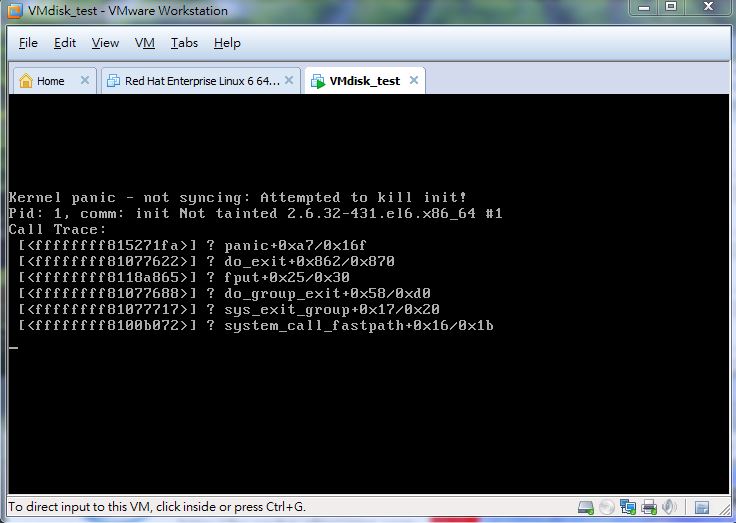 VMdisk_test - VMware Workstation
File Edit View VM Tabs Help
Home Red Hat Enterprise Linux 6 64... VMdisk_test
Kernel panic - not syncing: Attempted to kill init!
Pid: 1, comm: init Not tainted 2.6.32-431.el6.x86_64 #1
Call Trace:
[<ffffffff815271fa>] ? panic+0xa7/0x16f
[<ffffffff81077622>] ? do_exit+0x862/0x870
[<ffffffff8118a865>] ? fput+0x25/0x30
[<ffffffff81077688>] ? do_group_exit+0x58/0xd0
[<ffffffff81077717>] ? sys_exit_group+0x17/0x20
[<ffffffff8100b072>] ? system_call_fastpath+0x16/0x1b
To direct input to this VM, click inside or press Ctrl+G.